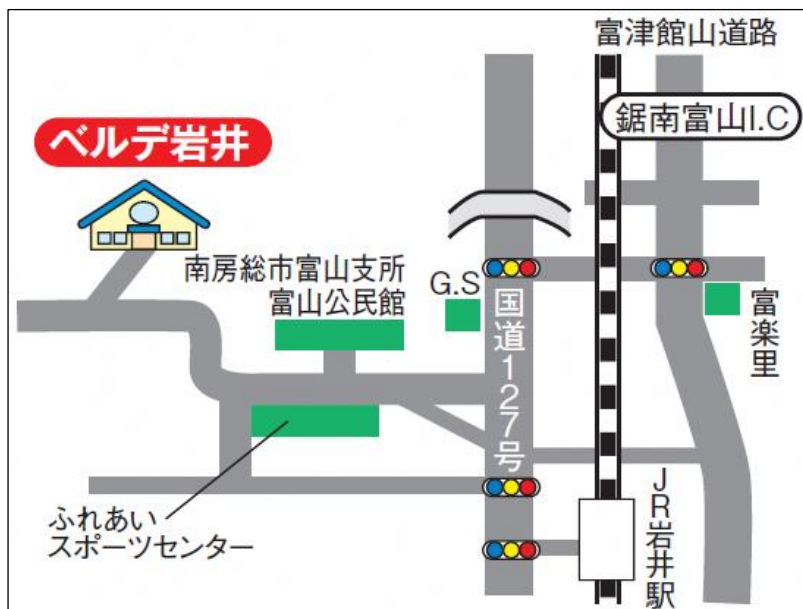 富津館山道路
鋸南富山I.C
ベルデ岩井
南房総市富山支所
富山公民館
G.S
国道127号
富楽里
ふれあい
スポーツセンター
JR岩井駅